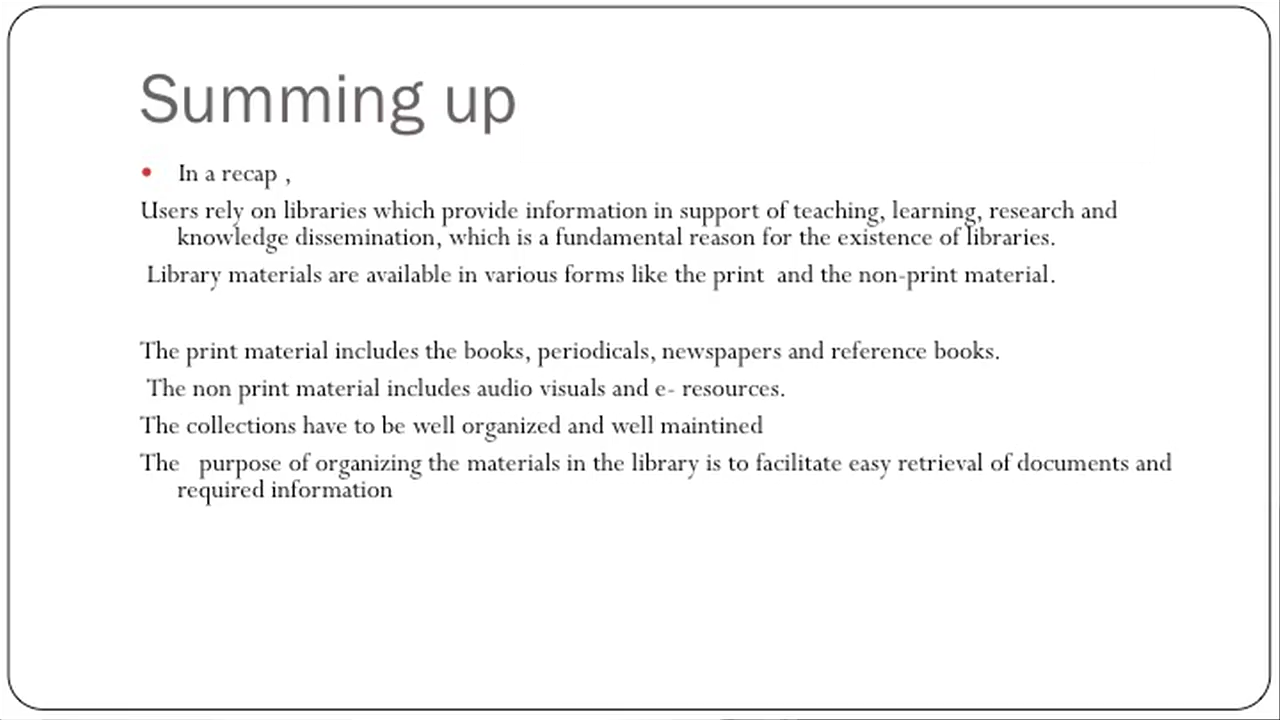 Summing up
• In a recap ,
Users rely on libraries which provide information in support of teaching, learning, research and
knowledge dissemination, which is a fundamental reason for the existence of libraries.
Library materials are available in various forms like the print and the non-print material.
The print material includes the books, periodicals, newspapers and reference books.
The non print material includes audio visuals and e- resources.
The collections have to be well organized and well maintined
The purpose of organizing the materials in the library is to facilitate easy retrieval of documents and
required information